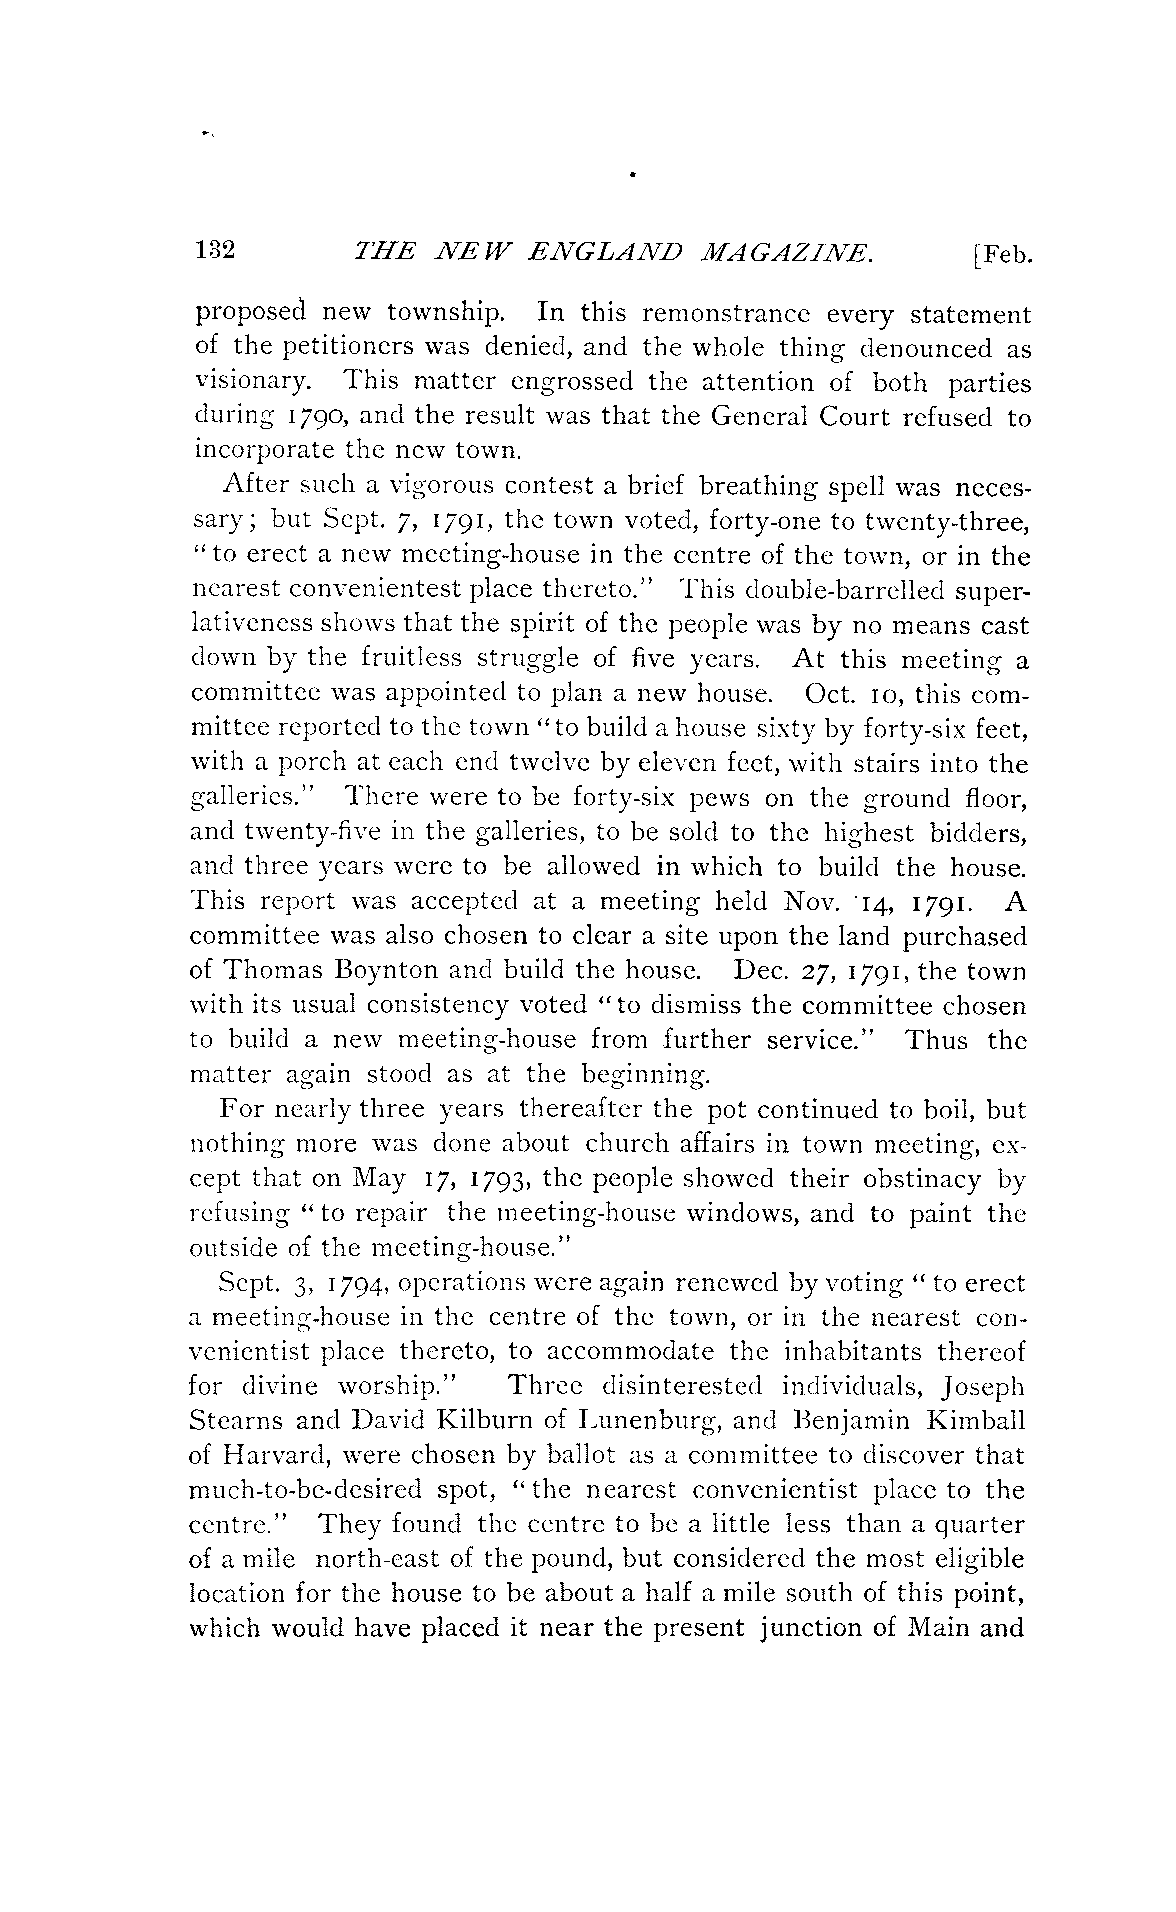 132 THE NEW ENGLAND MAGAZINE. [Feb.
proposed new township. In this remonstrance every statement
of the petitioners was denied, and the whole thing denounced as
visionary. This matter engrossed the attention of both parties
during 1790, and the result was that the General Court refused to
incorporate the new town.
After such a vigorous contest a brief breathing spell was neces-
sary; but Sept. 7, 1791, the town voted, forty-one to twenty-three,
"to erect a new meeting-house in the centre of the town, or in the
nearest convenientest place thereto." This double-barrelled super-
lativeness shows that the spirit of the people was by no means cast
down by the fruitless struggle of five years. At this meeting a
committee was appointed to plan a new house. Oct. 10, this com-
mittee reported to the town "to build a house sixty by forty-six feet,
with a porch at each end twelve by eleven feet, with stairs into the
galleries." There were to be forty-six pews on the ground floor,
and twenty-five in the galleries, to be sold to the highest bidders,
and three years were to be allowed in which to build the house.
This report was accepted at a meeting held Nov. 14, 1791. A
committee was also chosen to clear a site upon the land purchased
of Thomas Boynton and build the house. Dec. 27, 1791, the town
with its usual consistency voted "to dismiss the committee chosen
to build a new meeting-house from further service." Thus the
matter again stood as at the beginning.
For nearly three years thereafter the pot continued to boil, but
nothing more was done about church affairs in town meeting, ex-
cept that on May 17, 1793, the people showed their obstinacy by
refusing "to repair the meeting-house windows, and to paint the
outside of the meeting-house."
Sept. 3, 1794, operations were again renewed by voting "to erect
a meeting-house in the centre of the town, or in the nearest con-
venientist place thereto, to accommodate the inhabitants thereof
for divine worship." Three disinterested individuals, Joseph
Stearns and David Kilburn of Lunenburg, and Benjamin Kimball
of Harvard, were chosen by ballot as a committee to discover that
much-to-be-desired spot, "the nearest convenientist place to the
centre." They found the centre to be a little less than a quarter
of a mile north-east of the pound, but considered the most eligible
location for the house to be about a half a mile south of this point,
which would have placed it near the present junction of Main and